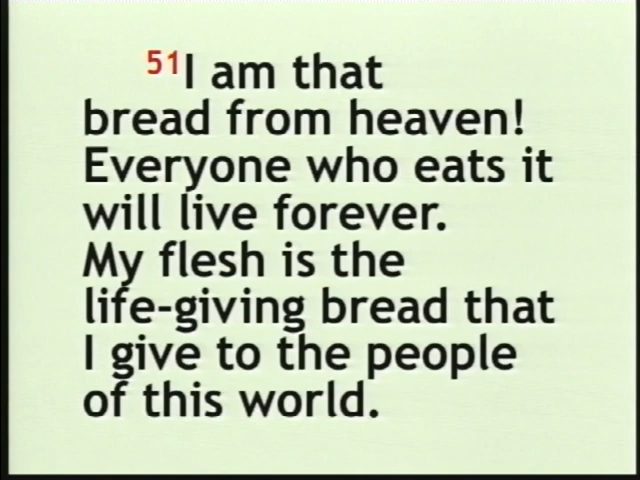 51I am that
bread from heaven!
Everyone who eats it
will live forever.
My flesh is the
life-giving bread that
I give to the people
of this world.